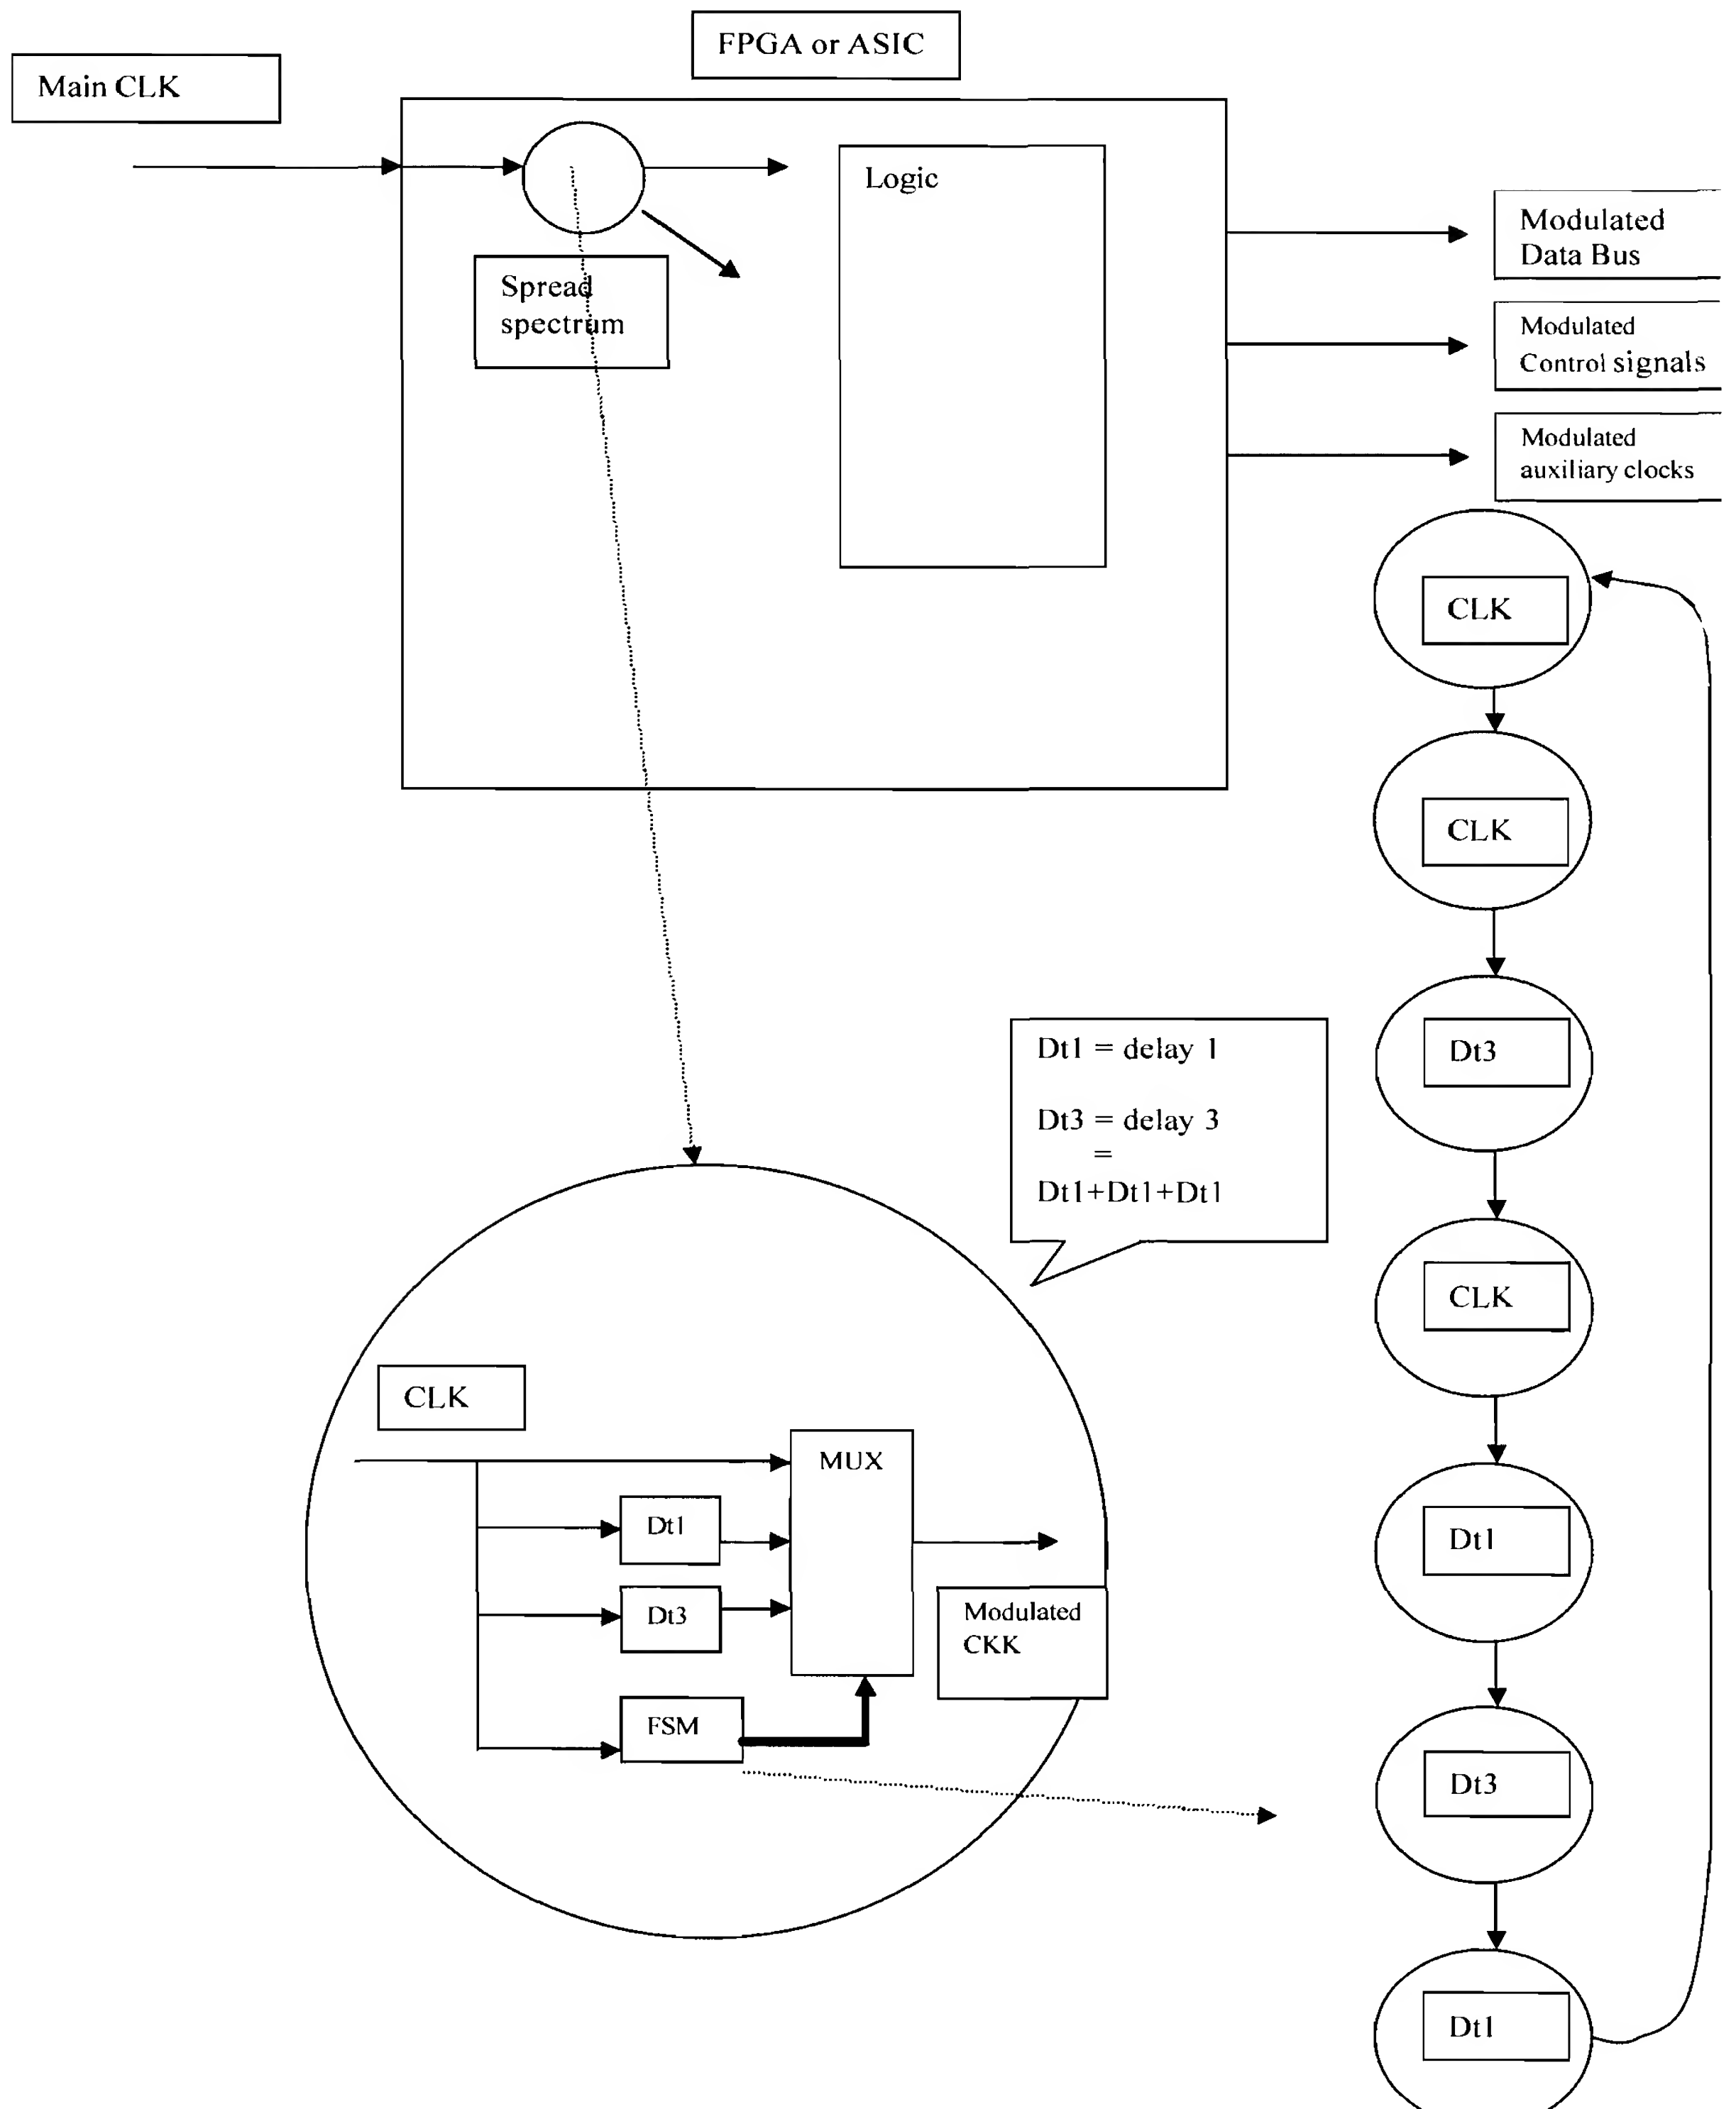 FPGA or ASIC
Main CLK
Logic
Spread
spectrum
Modulated
Data Bus
Modulated
Control signals
Modulated
auxiliary clocks
CLK
CLK
Dt3
CLK
Dt1
Dt3
Dt1
Dt1 = delay 1
Dt3 = delay 3
=
Dt1+Dt1+Dt1
CLK
MUX
Dt1
Dt3
FSM
Modulated
CKK